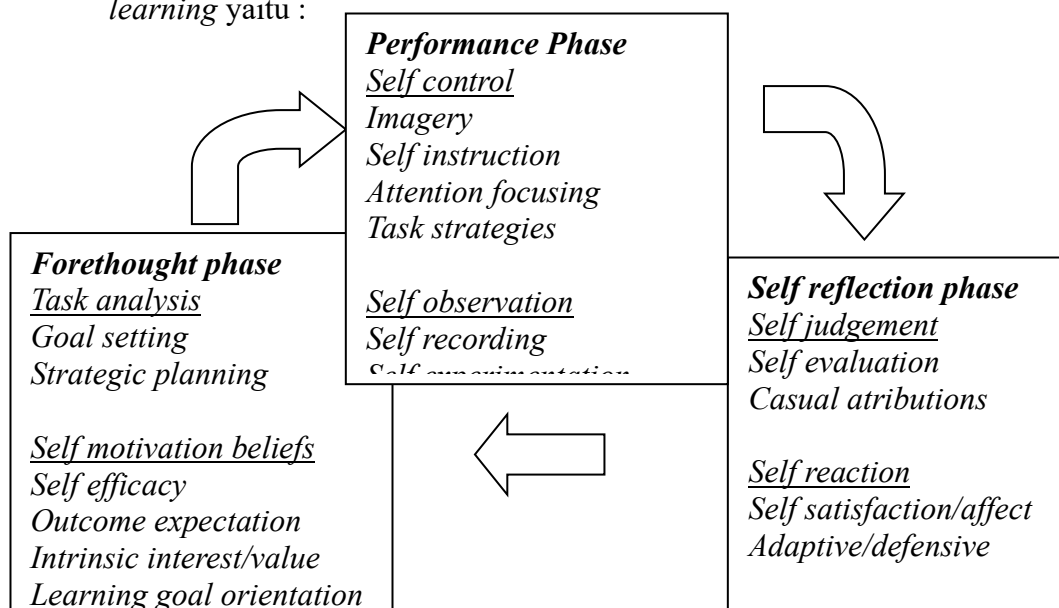 learning yaitu :
Performance Phase
Self control
Imagery
Self instruction
Attention focusing
Task strategies
Self observation
Self recording
Self experimentation
Forethought phase
Task analysis
Goal setting
Strategic planning
Self motivation beliefs
Self efficacy
Outcome expectation
Intrinsic interest/value
Learning goal orientation
Self reflection phase
Self judgement
Self evaluation
Casual atributions
Self reaction
Self satisfaction/affect
Adaptive/defensive